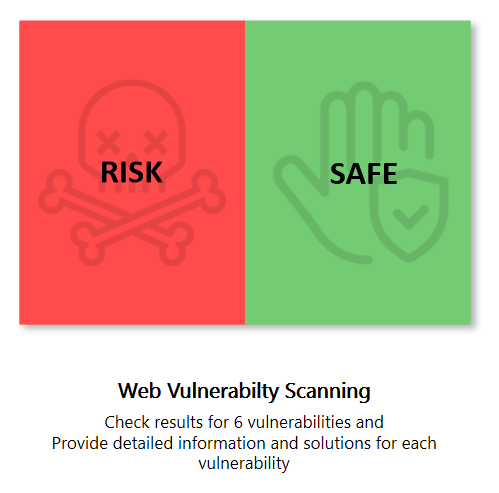 RISK
SAFE
Web Vulnerabilty Scanning
Check results for 6 vulnerabilities and
Provide detailed information and solutions for each
vulnerability